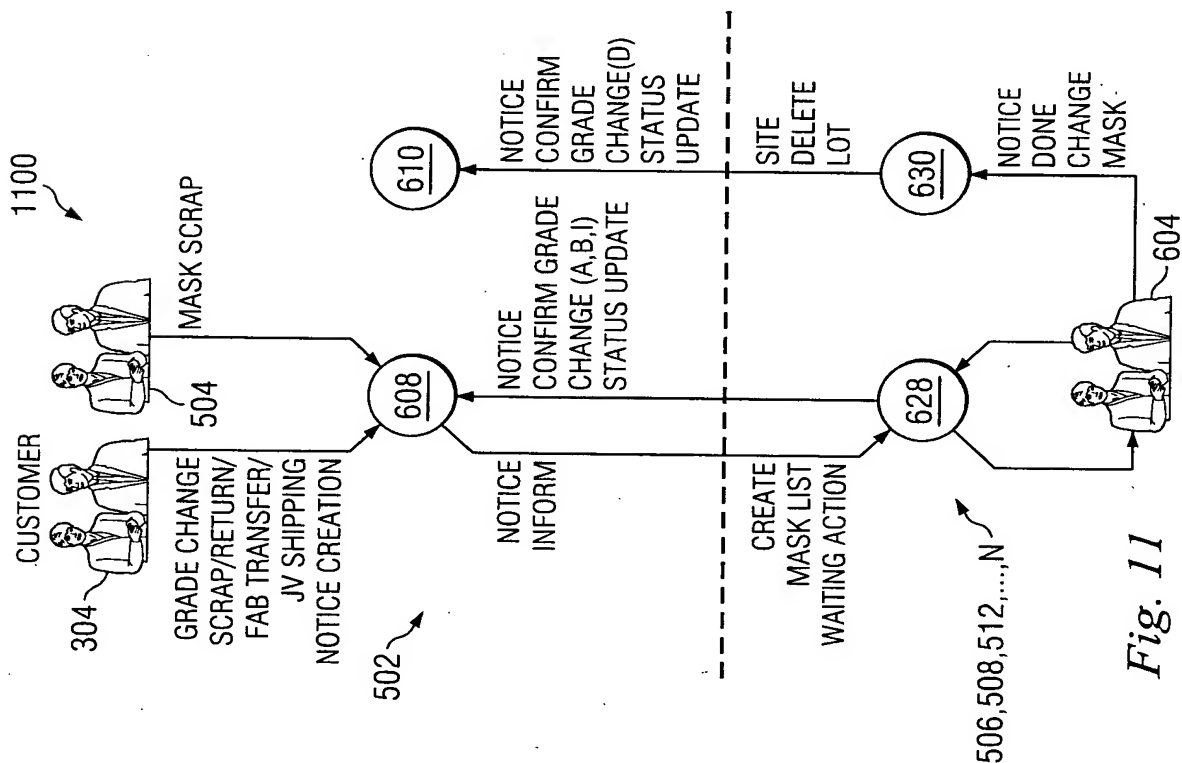 1100
CUSTOMER
304
504
MASK SCRAP
GRADE CHANGE
SCRAP/RETURN/
FAB TRANSFER/
JV SHIPPING
NOTICE CREATION
608
610
502
NOTICE
INFORM
NOTICE
CONFIRM GRADE
CHANGE (A,B,I)
STATUS UPDATE
NOTICE
CONFIRM
GRADE
CHANGE(D)
STATUS
UPDATE
CREATE
MASK LIST
WAITING ACTION
SITE
DELETE
LOT
628
630
506,508,512,...,N
NOTICE
DONE
CHANGE
MASK
604
Fig. 11